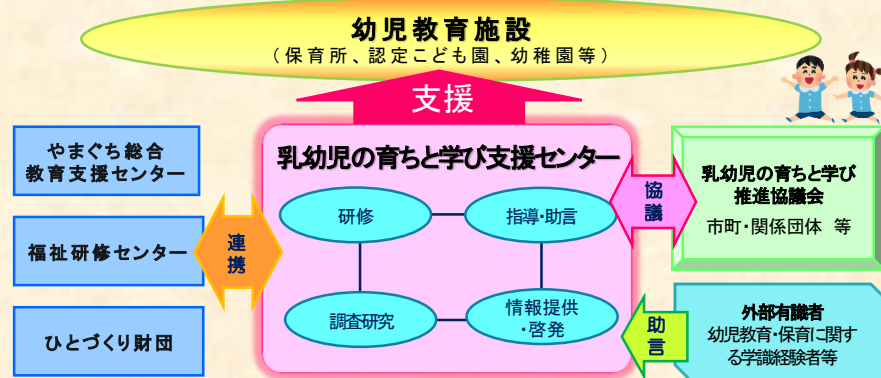 幼児教育施設
（保育所、認定こども園、幼稚園等）
支援
やまぐち総合
教育支援センター
福祉研修センター
ひとづくり財団
連
携
乳幼児の育ちと学び支援センター
研修
指導・助言
調査研究
情報提供
・啓発
協
議
乳幼児の育ちと学び
推進協議会
市町・関係団体 等
助
言
外部有識者
幼児教育・保育に関す
る学識経験者等